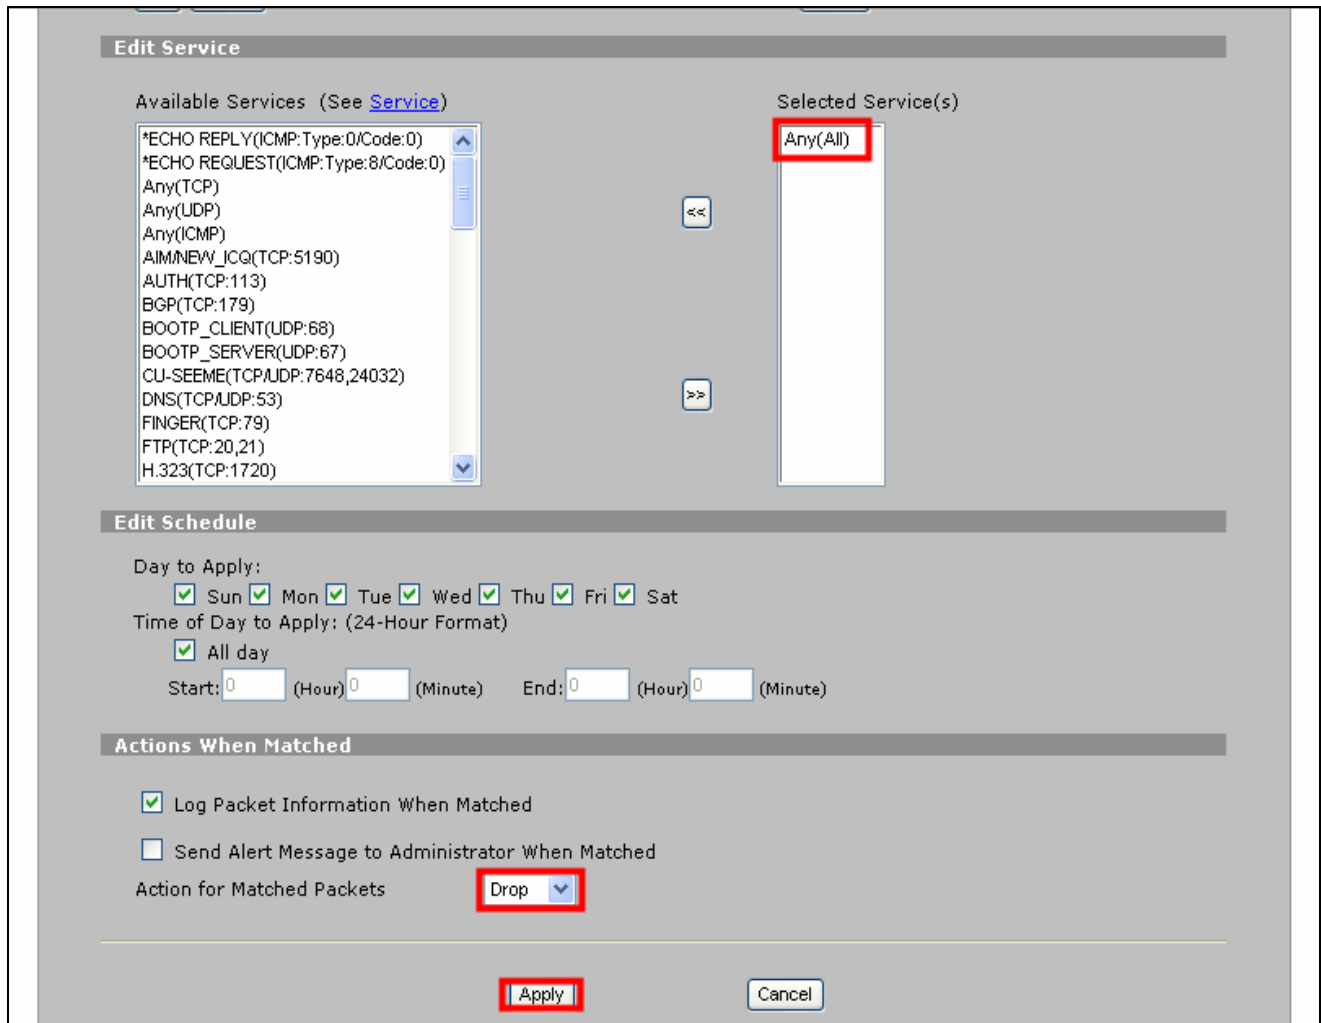 Edit Service
Available Services (See Service)
Selected Service(s)
*ECHO REPLY(ICMP:Type:0/Code:0)
*ECHO REQUEST(ICMP:Type:8/Code:0)
Any(TCP)
Any(UDP)
Any(ICMP)
AIM/NEW_ICQ(TCP:5190)
AUTH(TCP:113)
BGP(TCP:179)
BOOTP_CLIENT(UDP:68)
BOOTP_SERVER(UDP:67)
CU-SEEME(TCP/UDP:7648,24032)
DNS(TCP/UDP:53)
FINGER(TCP:79)
FTP(TCP:20,21)
H.323(TCP:1720)
<<
>>
Any(All)
Edit Schedule
Day to Apply:
Sun Mon Tue Wed Thu Fri Sat
Time of Day to Apply: (24-Hour Format)
All day
Start: 0 (Hour) 0 (Minute) End: 0 (Hour) 0 (Minute)
Actions When Matched
Log Packet Information When Matched
Send Alert Message to Administrator When Matched
Action for Matched Packets Drop
Apply Cancel